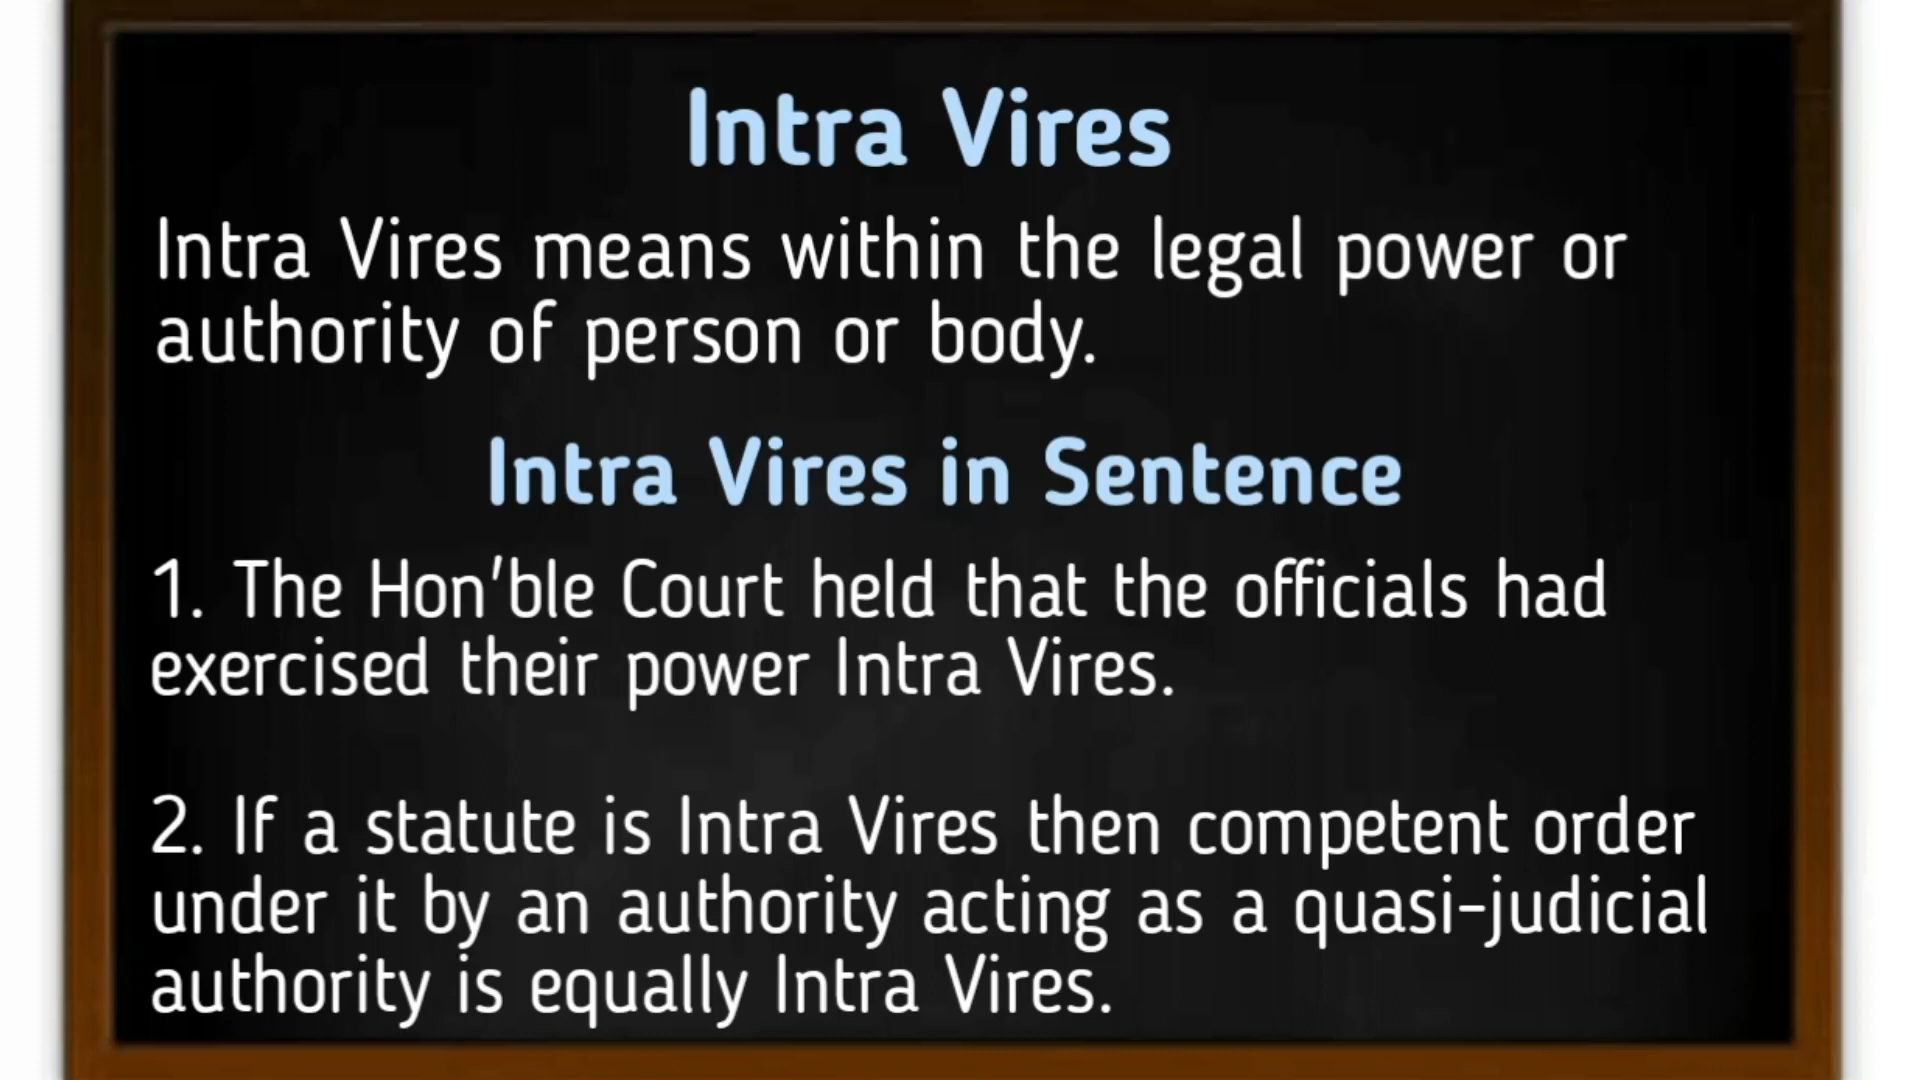 Intra Vires
Intra Vires means within the legal power or
authority of person or body.
Intra Vires in Sentence
1. The Hon'ble Court held that the officials had
exercised their power Intra Vires.
2. If a statute is Intra Vires then competent order
under it by an authority acting as a quasi-judicial
authority is equally Intra Vires.